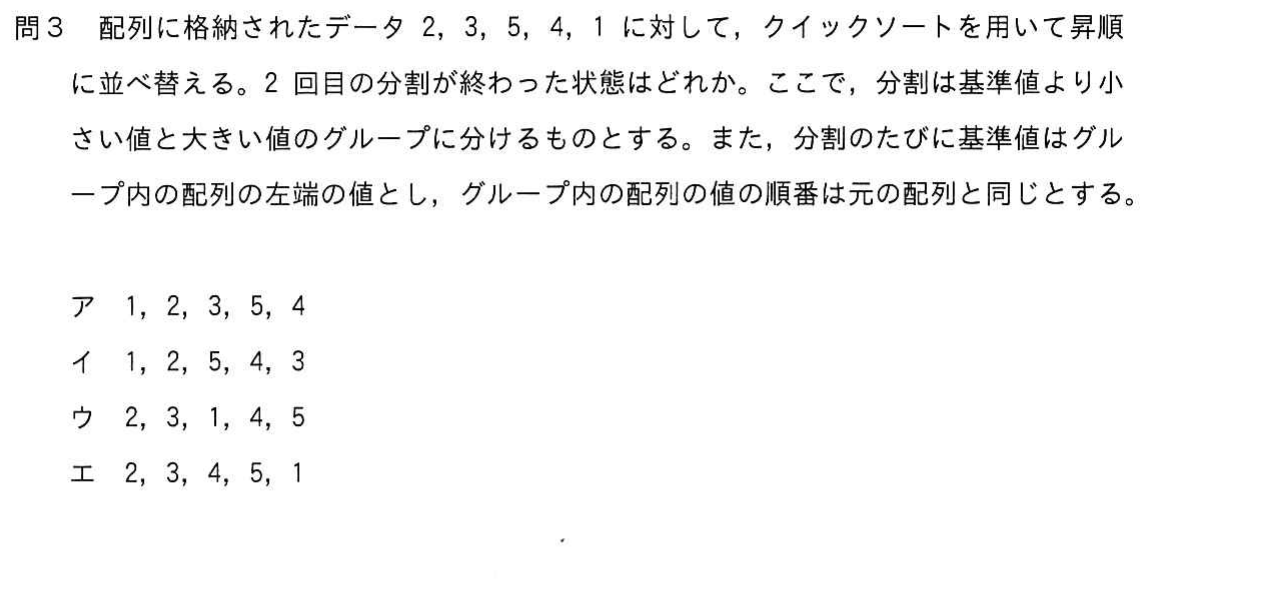 問3 配列に格納されたデータ 2，3，5，4，1 に対して，クイックソートを用いて昇順
に並べ替える。2 回目の分割が終わった状態はどれか。ここで，分割は基準値より小
さい値と大きい値のグループに分けるものとする。また，分割のたびに基準値はグル
ープ内の配列の左端の値とし，グループ内の配列の値の順番は元の配列と同じとする。
ア 1，2，3，5，4
イ 1，2，5，4，3
ウ 2，3，1，4，5
エ 2，3，4，5，1